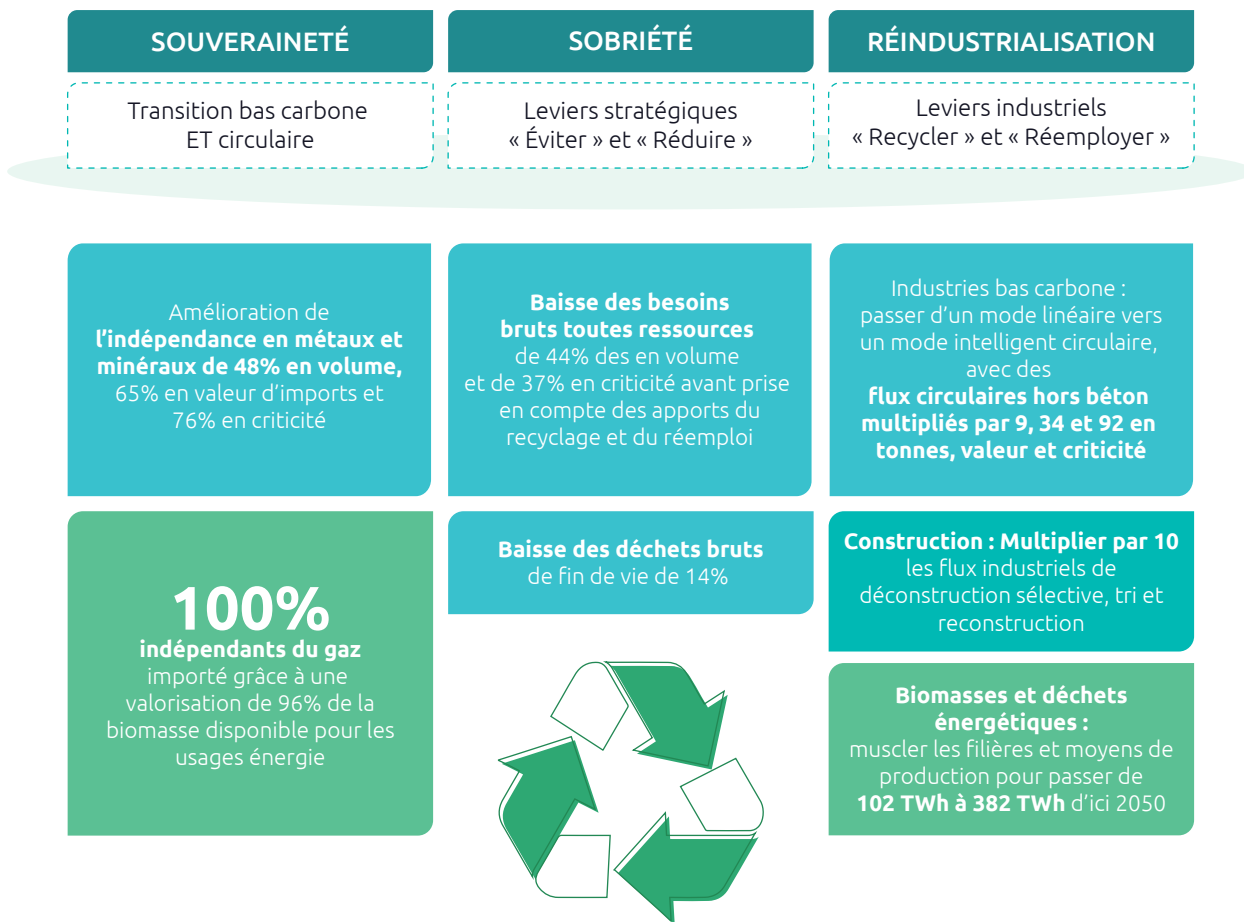 SOUVERAINETÉ
Transition bas carbone
ET circulaire
Amélioration de
l'indépendance en métaux et
minéraux de 48% en volume,
65% en valeur d'imports et
76% en criticité
100%
indépendants du gaz
importé grâce à une
valorisation de 96% de la
biomasse disponible pour les
usages énergie
SOBRIÉTÉ
Leviers stratégiques
« Éviter » et « Réduire »
Baisse des besoins
bruts toutes ressources
de 44% des en volume
et de 37% en criticité avant prise
en compte des apports du
recyclage et du réemploi
Baisse des déchets bruts
de fin de vie de 14%
RÉINDUSTRIALISATION
Leviers industriels
« Recycler » et « Réemployer »
Industries bas carbone :
passer d'un mode linéaire vers
un mode intelligent circulaire,
avec des
flux circulaires hors béton
multipliés par 9, 34 et 92 en
tonnes, valeur et criticité
Construction : Multiplier par 10
les flux industriels de
déconstruction sélective, tri et
reconstruction
Biomasses et déchets
énergétiques :
muscler les filières et moyens de
production pour passer de
102 TWh à 382 TWh d'ici 2050